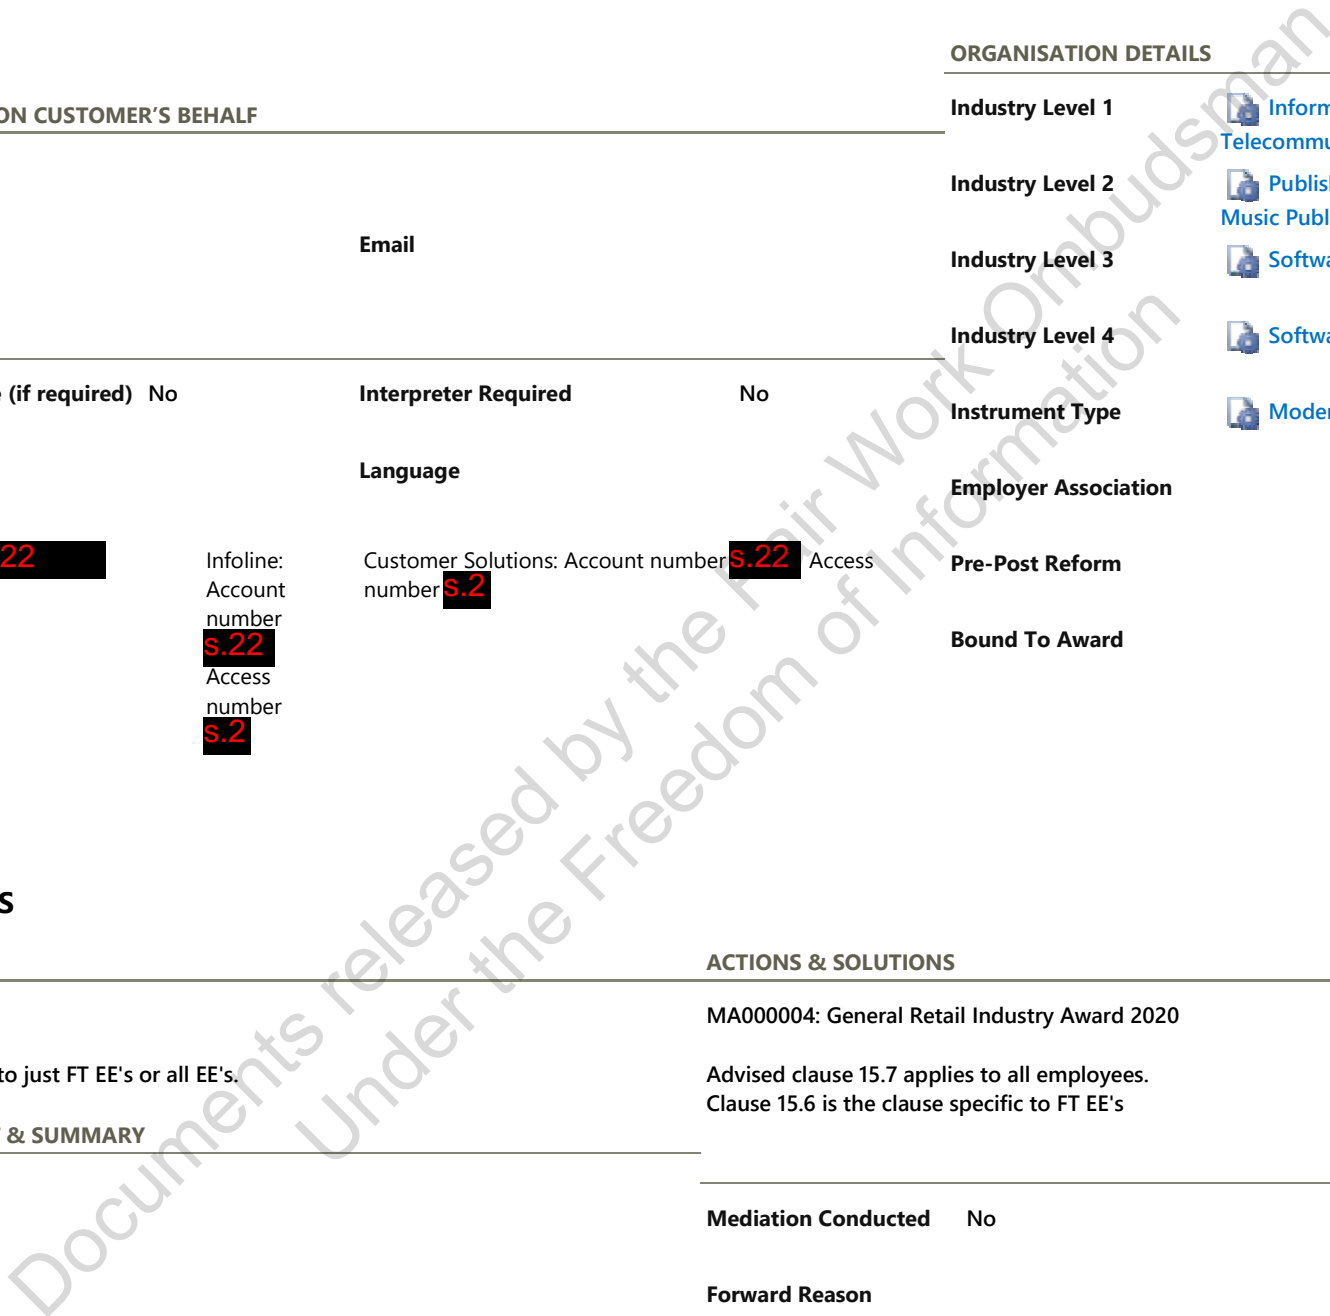 ORGANISATION DETAILS
ON CUSTOMER'S BEHALF
Industry Level 1
Inform
Telecommu
Industry Level 2
Publis
Music Publ
Email
Industry Level 3
Softwa
Industry Level 4
Softwa
(if required) No
Interpreter Required No
Instrument Type
Moder
Language
Employer Association
22
Infoline:
Account
number
s.22
Access
number
s.2
Customer Solutions: Account number s.22 Access
number s.2
Pre-Post Reform
Bound To Award
S
ACTIONS & SOLUTIONS
MA000004: General Retail Industry Award 2020
to just FT EE's or all EE's.
Advised clause 15.7 applies to all employees.
Clause 15.6 is the clause specific to FT EE's
& SUMMARY
Mediation Conducted No
Forward Reason
Documents released by the Fair Work Ombudsman
Under the Freedom of Information